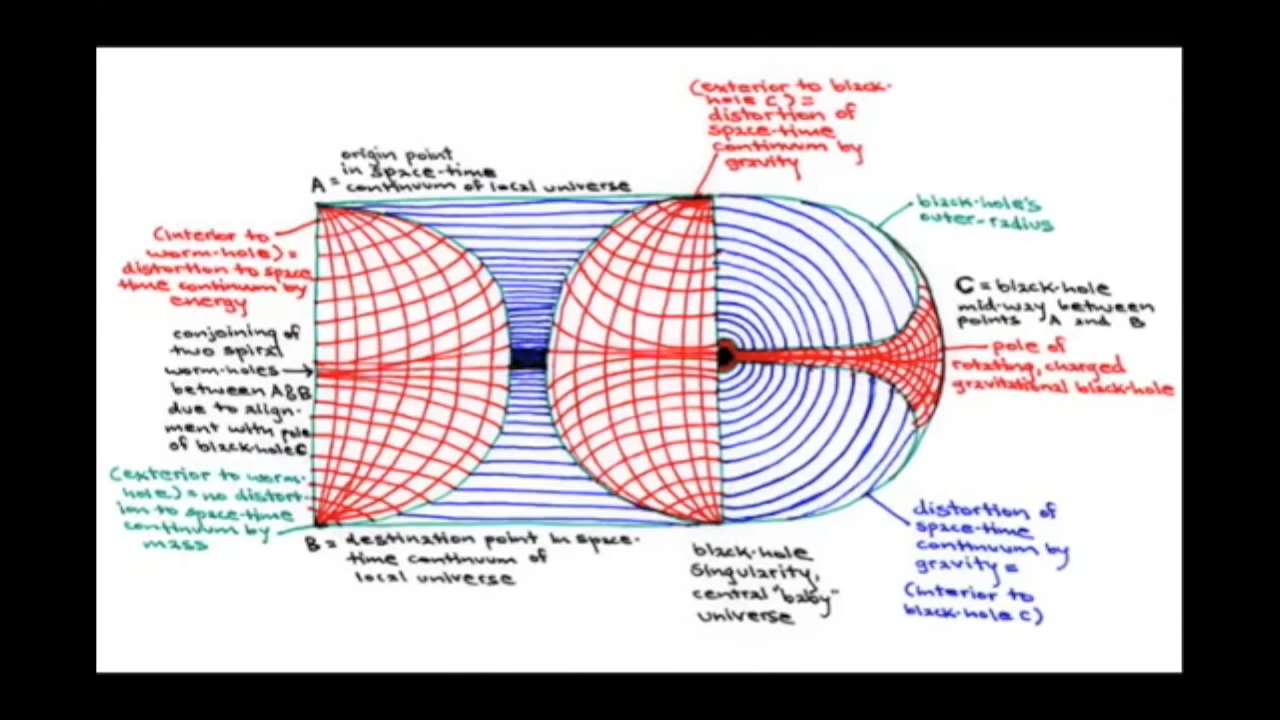 (exterior to black-
hole C) =
distortion of
space-time
continuum by
gravity
origin point
in space-time
A = continuum of local universe
black-hole's
outer-radius
(interior to
worm-hole) =
distortion to space
time continuum by
energy
C = black-hole
mid-way between
points A and B
conjoining of
two spiral
worm-holes →
between A&B
due to align-
ment with pole
of black-hole C
pole of
rotating, charged
gravitational black-hole
(exterior to worm-
hole) = no distort-
ion to space-time
continuum by
mass
B = destination point in space-
time continuum of
local universe
black-hole
singularity,
central "baby"
universe
distortion of
space-time
continuum by
gravity =
(interior to
black-hole C)